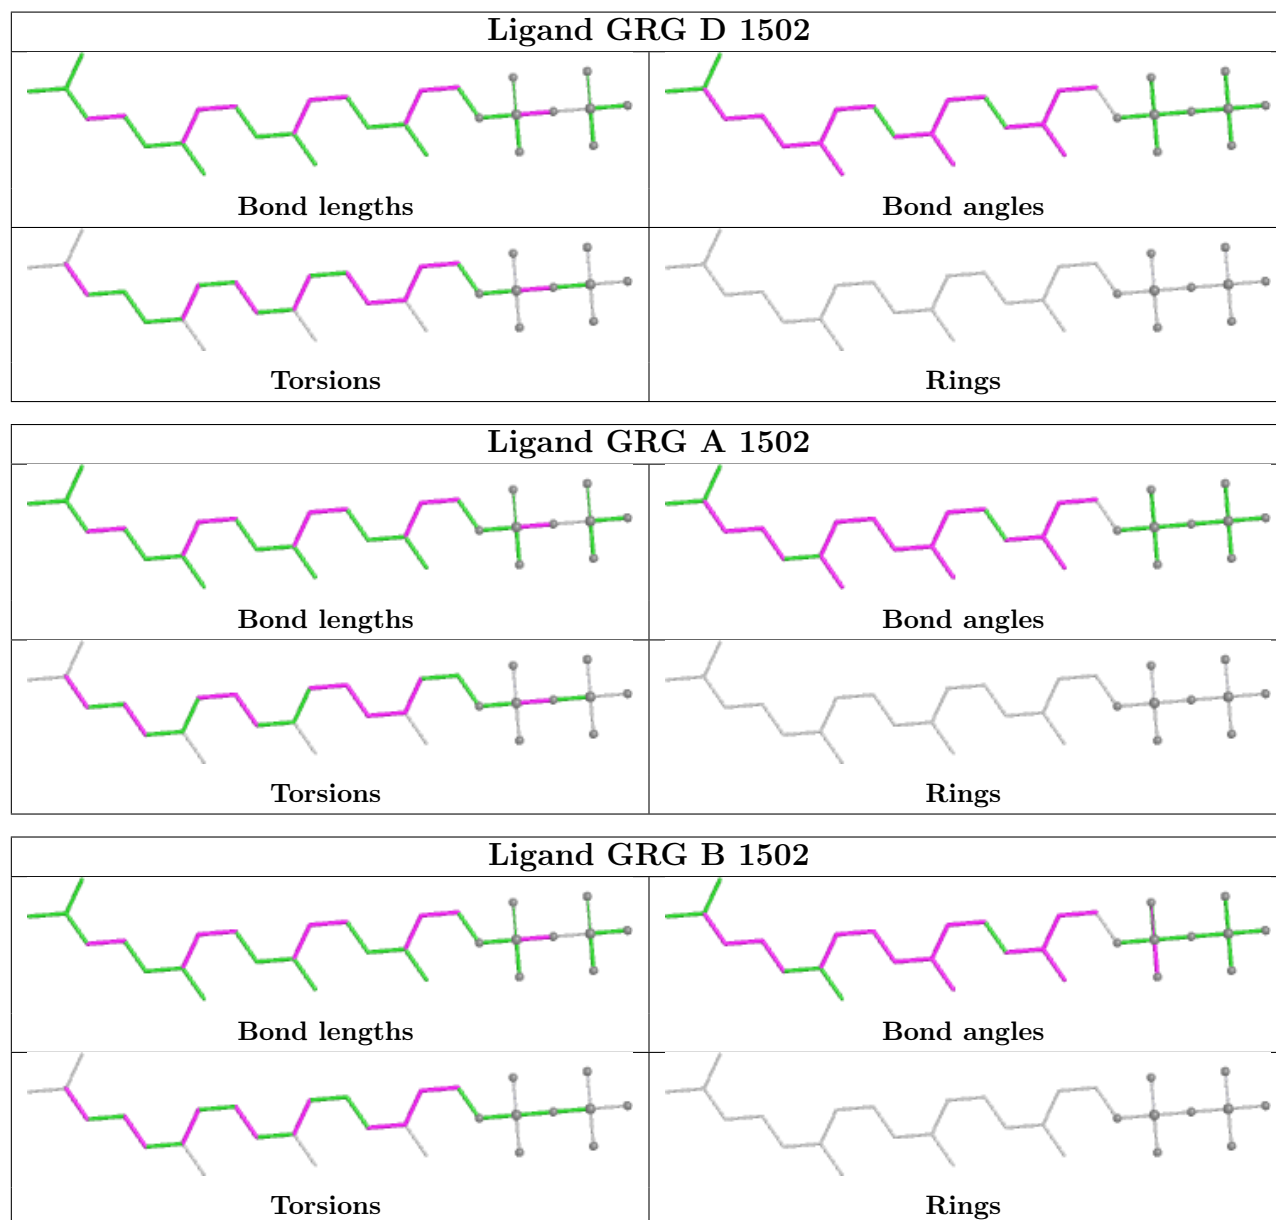 Ligand GRG D 1502
Bond lengths
Bond angles
Torsions
Rings
Ligand GRG A 1502
Bond lengths
Bond angles
Torsions
Rings
Ligand GRG B 1502
Bond lengths
Bond angles
Torsions
Rings